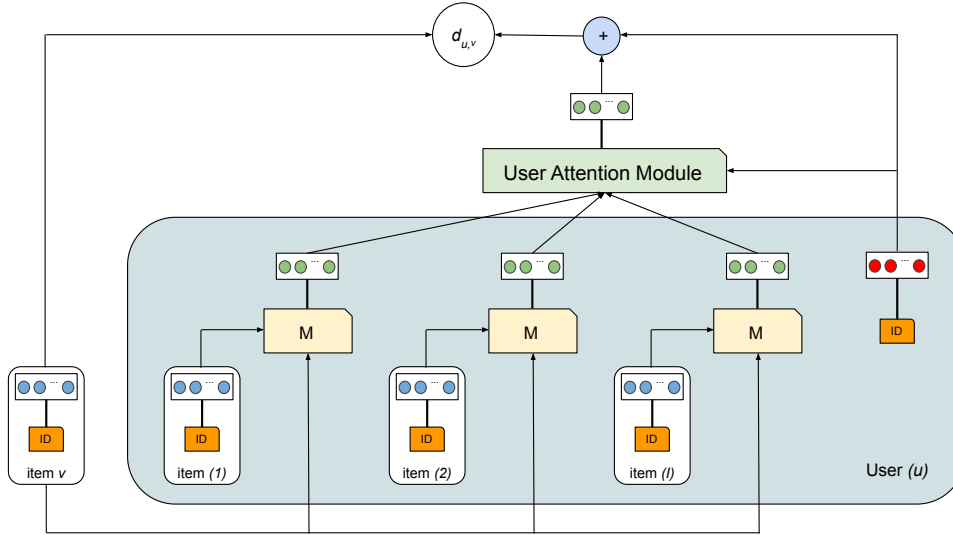 d_{u,v}
+
...
User Attention Module
... ... ... ...
M M M ID
... ... ... ...
ID ID ID ID
item v item (1) item (2) item (l) User (u)